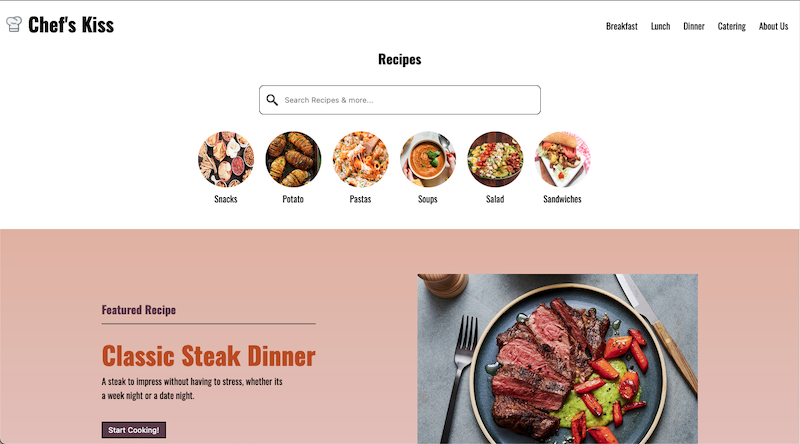 Chef's Kiss
Breakfast Lunch Dinner Catering About Us
Recipes
Search Recipes & more...
Snacks Potato Pastas Soups Salad Sandwiches
Featured Recipe
Classic Steak Dinner
A steak to impress without having to stress, whether its
a week night or a date night.
Start Cooking!